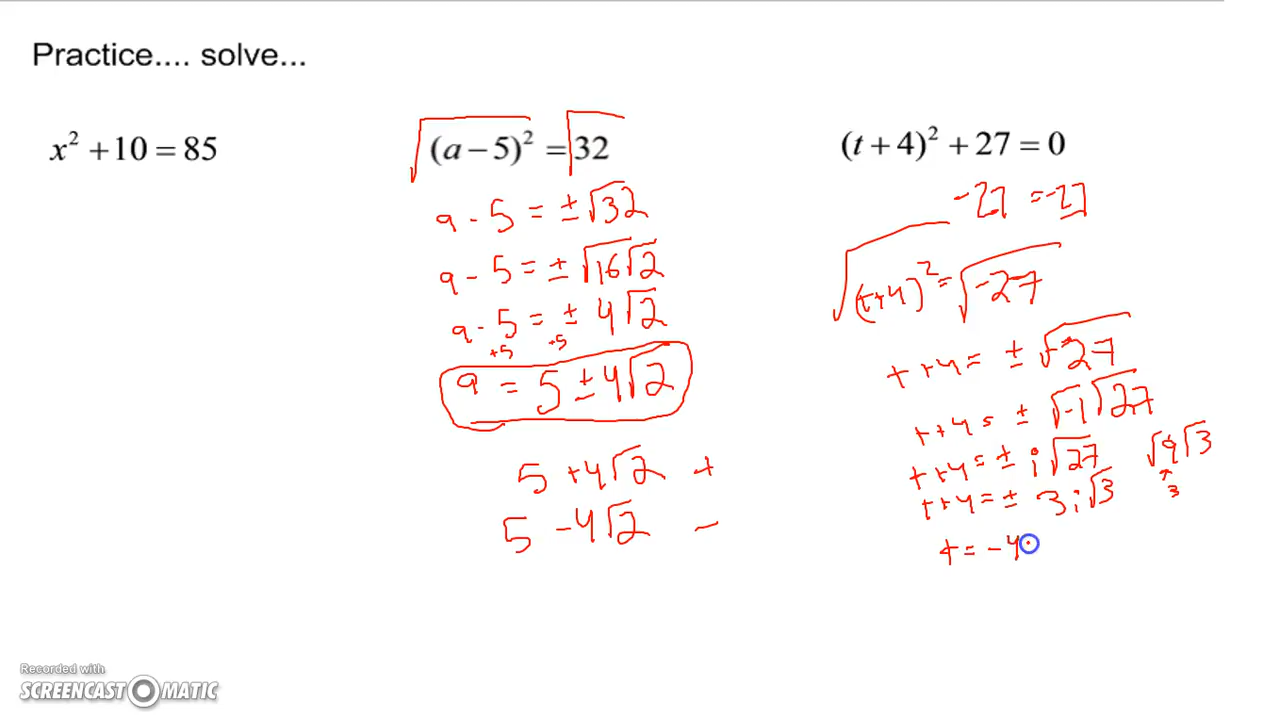 Practice.... solve...
x² + 10 = 85
√(a − 5)² = √32
a - 5 = ± √32
a - 5 = ± √16 √2
a - 5 = ± 4√2
+5 +5
a = 5 ± 4√2
5 + 4√2 +
5 - 4√2 -
(t + 4)² + 27 = 0
-27 = -27
√(t+4)² = √-27
t+4 = ± √-27
t+4 = ± √-1 √27
t+4 = ± i √27
√9 √3
↑
3
t+4 = ± 3i√3
t = -4
Recorded with
SCREENCAST-O-MATIC